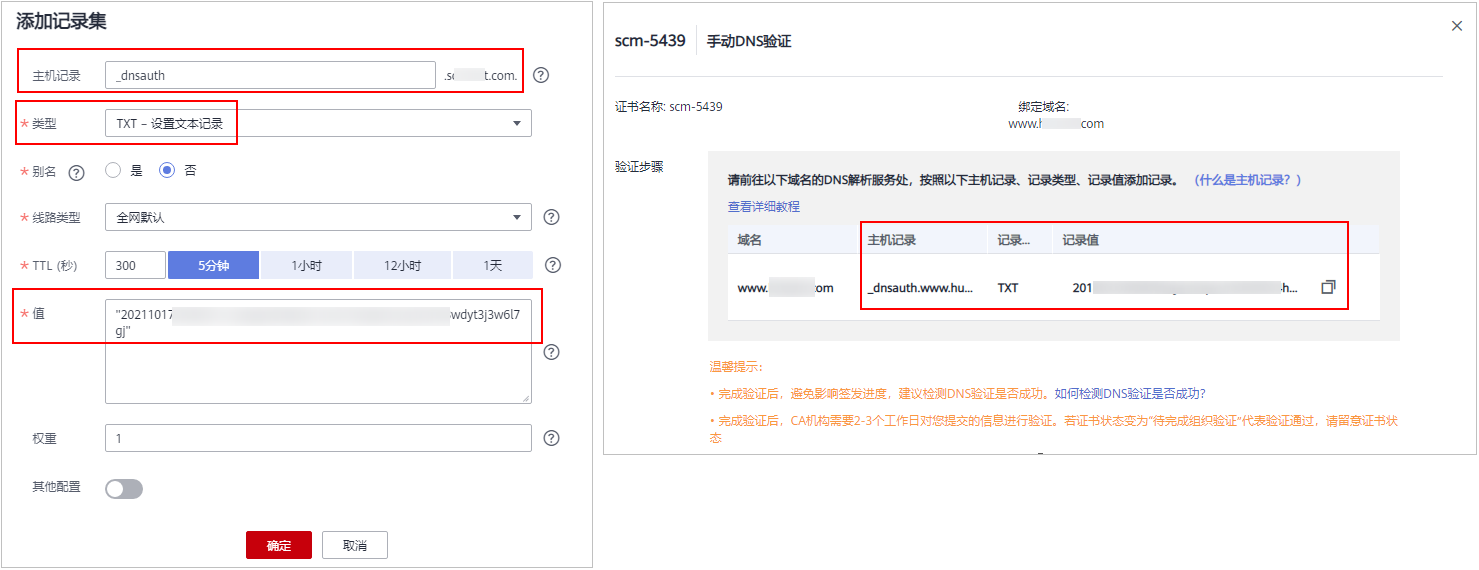 添加记录集
主机记录
_dnsauth
.s t.com.
* 类型
TXT – 设置文本记录
* 别名
是
否
* 线路类型
全网默认
* TTL (秒)
300
5分钟
1小时
12小时
1天
* 值
"20211017 wdyt3j3w6l7
gj"
权重
1
其他配置
确定
取消
scm-5439
手动DNS验证
证书名称: scm-5439
绑定域名:
www.h com
验证步骤
请前往以下域名的DNS解析服务处，按照以下主机记录、记录类型、记录值添加记录。 （什么是主机记录？）
查看详细教程
域名
主机记录
记录...
记录值
www. om
_dnsauth.www.hu...
TXT
201 h...
温馨提示：
• 完成验证后，避免影响签发进度，建议检测DNS验证是否成功。如何检测DNS验证是否成功?
• 完成验证后，CA机构需要2-3个工作日对您提交的信息进行验证。若证书状态变为“待完成组织验证”代表验证通过，请留意证书状
态